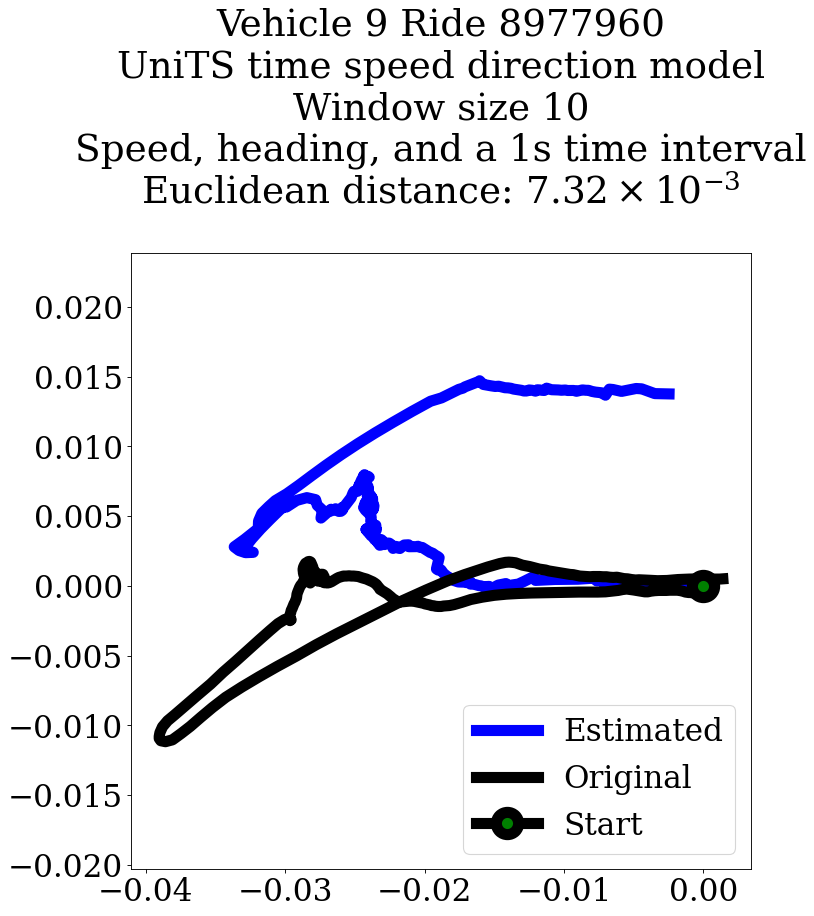 Vehicle 9 Ride 8977960
UniTS time speed direction model
Window size 10
Speed, heading, and a 1s time interval
Euclidean distance: 7.32 × 10⁻³
0.020
0.015
0.010
0.005
0.000
−0.005
−0.010
−0.015
−0.020
−0.04
−0.03
−0.02
−0.01
0.00
Estimated
Original
Start